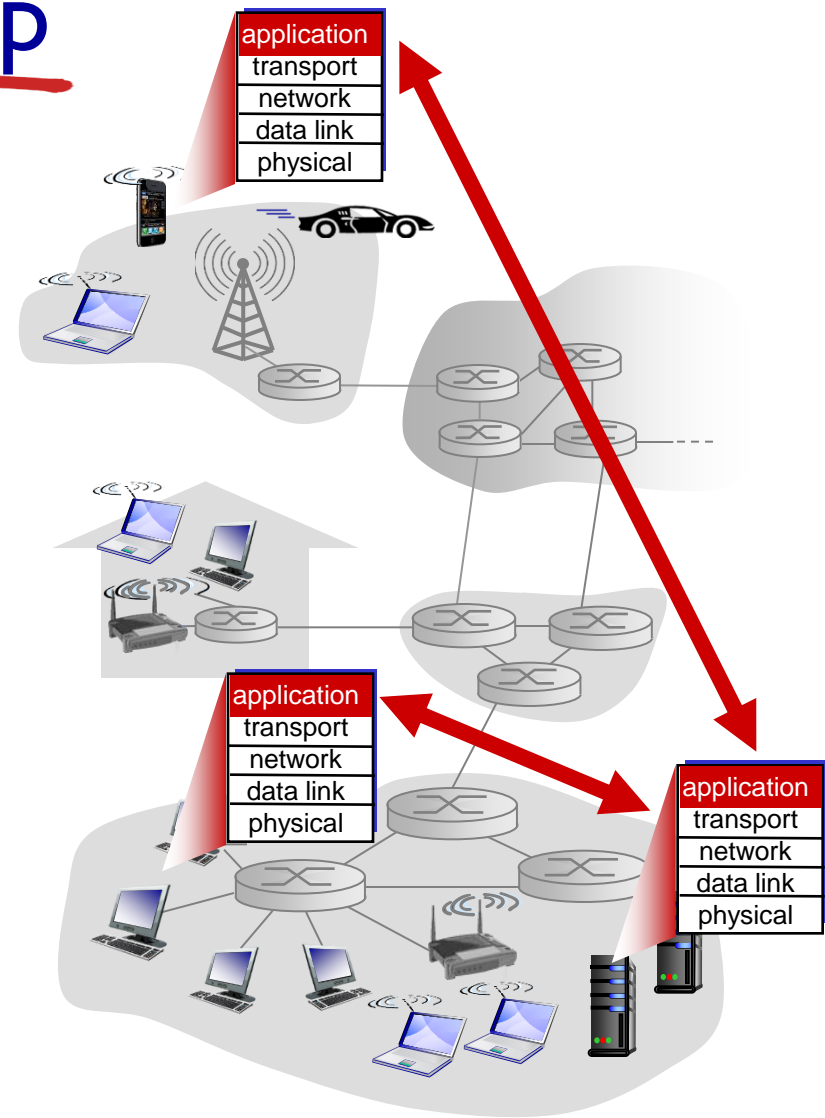 p
application
transport
network
data link
physical
application
transport
network
data link
physical
application
transport
network
data link
physical